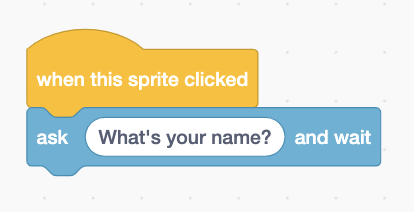 when this sprite clicked
ask What's your name? and wait